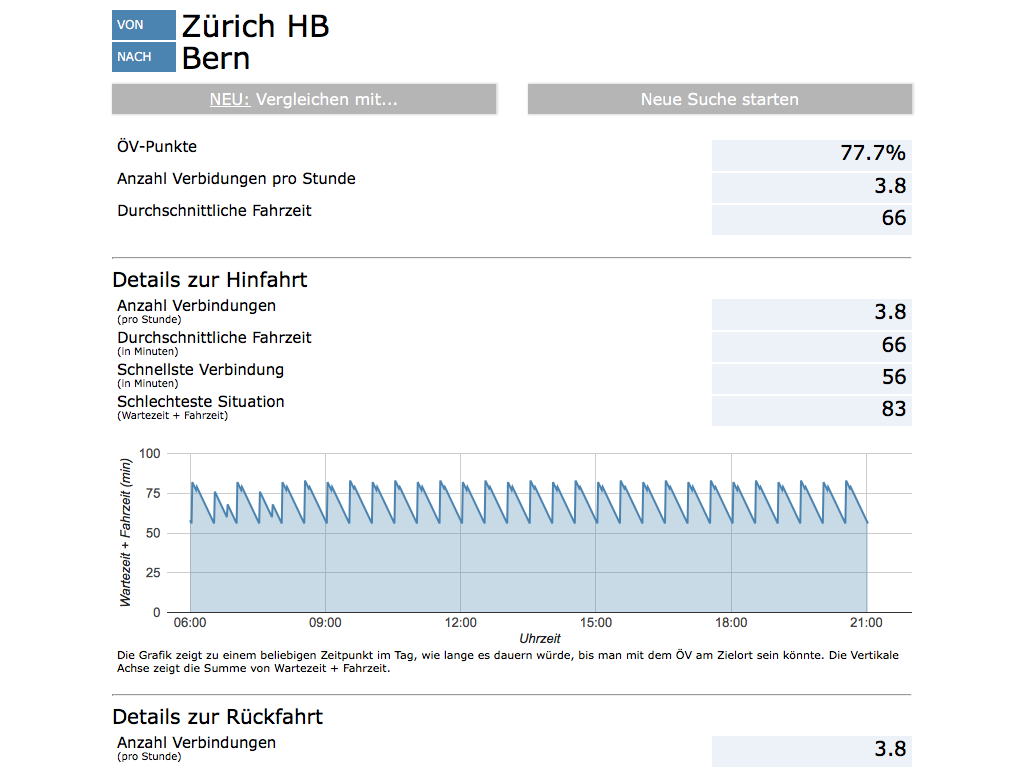 VON Zürich HB
NACH Bern
NEU: Vergleichen mit... Neue Suche starten
ÖV-Punkte 77.7%
Anzahl Verbidungen pro Stunde 3.8
Durchschnittliche Fahrzeit 66
Details zur Hinfahrt
Anzahl Verbindungen 3.8
(pro Stunde)
Durchschnittliche Fahrzeit 66
(in Minuten)
Schnellste Verbindung 56
(in Minuten)
Schlechteste Situation 83
(Wartezeit + Fahrzeit)
Wartezeit + Fahrzeit (min)
100
75
50
25
0
06:00 09:00 12:00 15:00 18:00 21:00
Uhrzeit
Die Grafik zeigt zu einem beliebigen Zeitpunkt im Tag, wie lange es dauern würde, bis man mit dem ÖV am Zielort sein könnte. Die Vertikale
Achse zeigt die Summe von Wartezeit + Fahrzeit.
Details zur Rückfahrt
Anzahl Verbindungen 3.8
(pro Stunde)